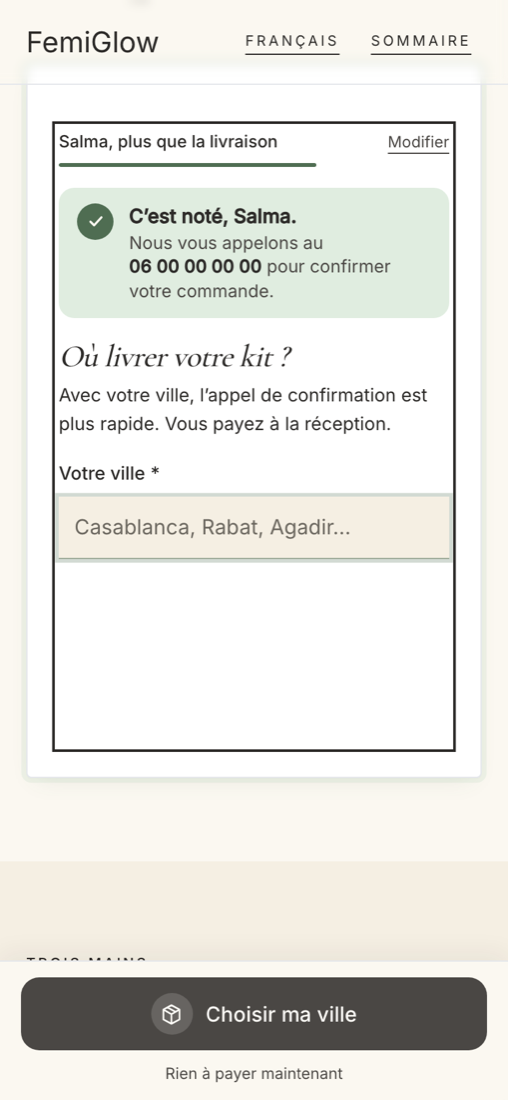 FemiGlow FRANÇAIS SOMMAIRE
Salma, plus que la livraison Modifier
C’est noté, Salma.
Nous vous appelons au
06 00 00 00 00 pour confirmer
votre commande.
Où livrer votre kit ?
Avec votre ville, l’appel de confirmation est
plus rapide. Vous payez à la réception.
Votre ville *
Casablanca, Rabat, Agadir...
TROIS MAINS
Choisir ma ville
Rien à payer maintenant